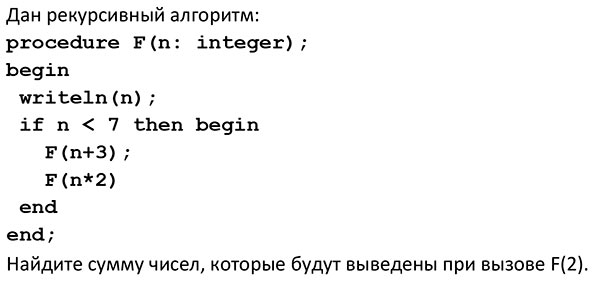 Дан рекурсивный алгоритм:
procedure F(n: integer);
begin
writeln(n);
if n < 7 then begin
F(n+3);
F(n*2)
end
end;
Найдите сумму чисел, которые будут выведены при вызове F(2).